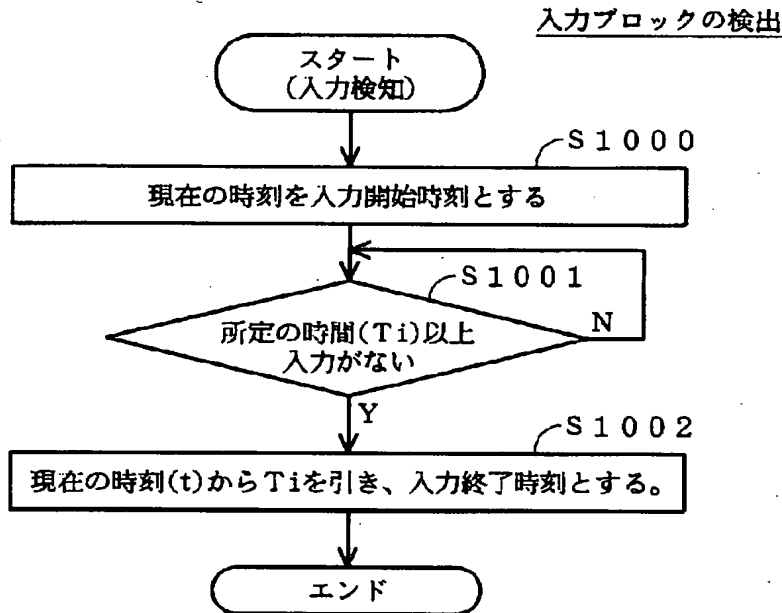 入力ブロックの検出
スタート
(入力検知)
S1000
現在の時刻を入力開始時刻とする
S1001
所定の時間(Ti)以上
入力がない
N
Y
S1002
現在の時刻(t)からTiを引き、入力終了時刻とする。
エンド